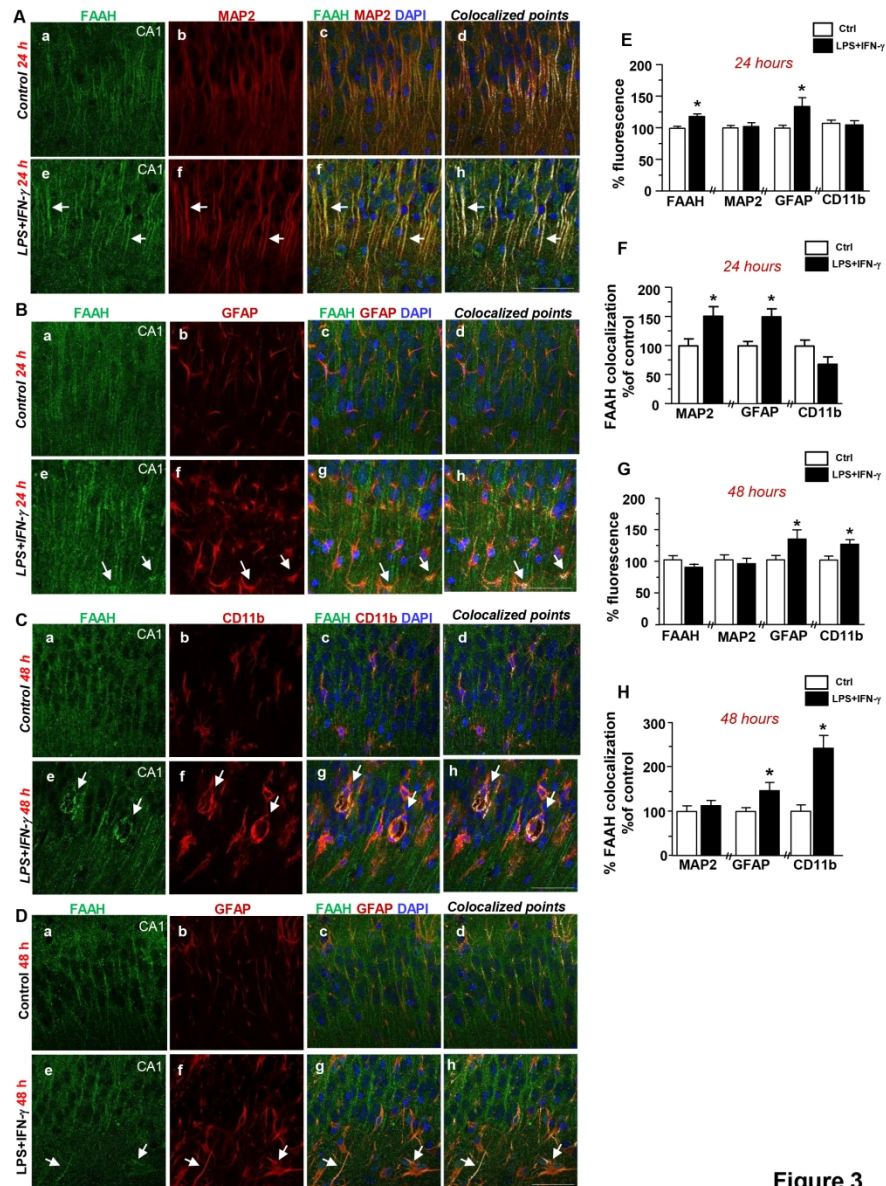 A
FAAH MAP2 FAAH MAP2 DAPI Colocalized points
Control 24 h
a CA1 b c d
LPS+IFN-γ 24 h
e CA1 f f h
B
FAAH GFAP FAAH GFAP DAPI Colocalized points
Control 24 h
a CA1 b c d
LPS+IFN-γ 24 h
e CA1 f g h
C
FAAH CD11b FAAH CD11b DAPI Colocalized points
Control 48 h
a CA1 b c d
LPS+IFN-γ 48 h
e CA1 f g h
D
FAAH GFAP FAAH GFAP DAPI Colocalized points
Control 48 h
a CA1 b c d
LPS+IFN-γ 48 h
e CA1 f g h
E
Ctrl
LPS+IFN-γ
24 hours
% fluorescence
200
150
100
50
0
* *
FAAH MAP2 GFAP CD11b
F
Ctrl
LPS+IFN-γ
24 hours
FAAH colocalization
%of control
200
150
100
50
0
* *
MAP2 GFAP CD11b
G
Ctrl
LPS+IFN-γ
48 hours
% fluorescence
200
150
100
50
0
* *
FAAH MAP2 GFAP CD11b
H
Ctrl
LPS+IFN-γ
48 hours
% FAAH colocalization
%of control
300
200
100
0
* *
MAP2 GFAP CD11b
Figure 3